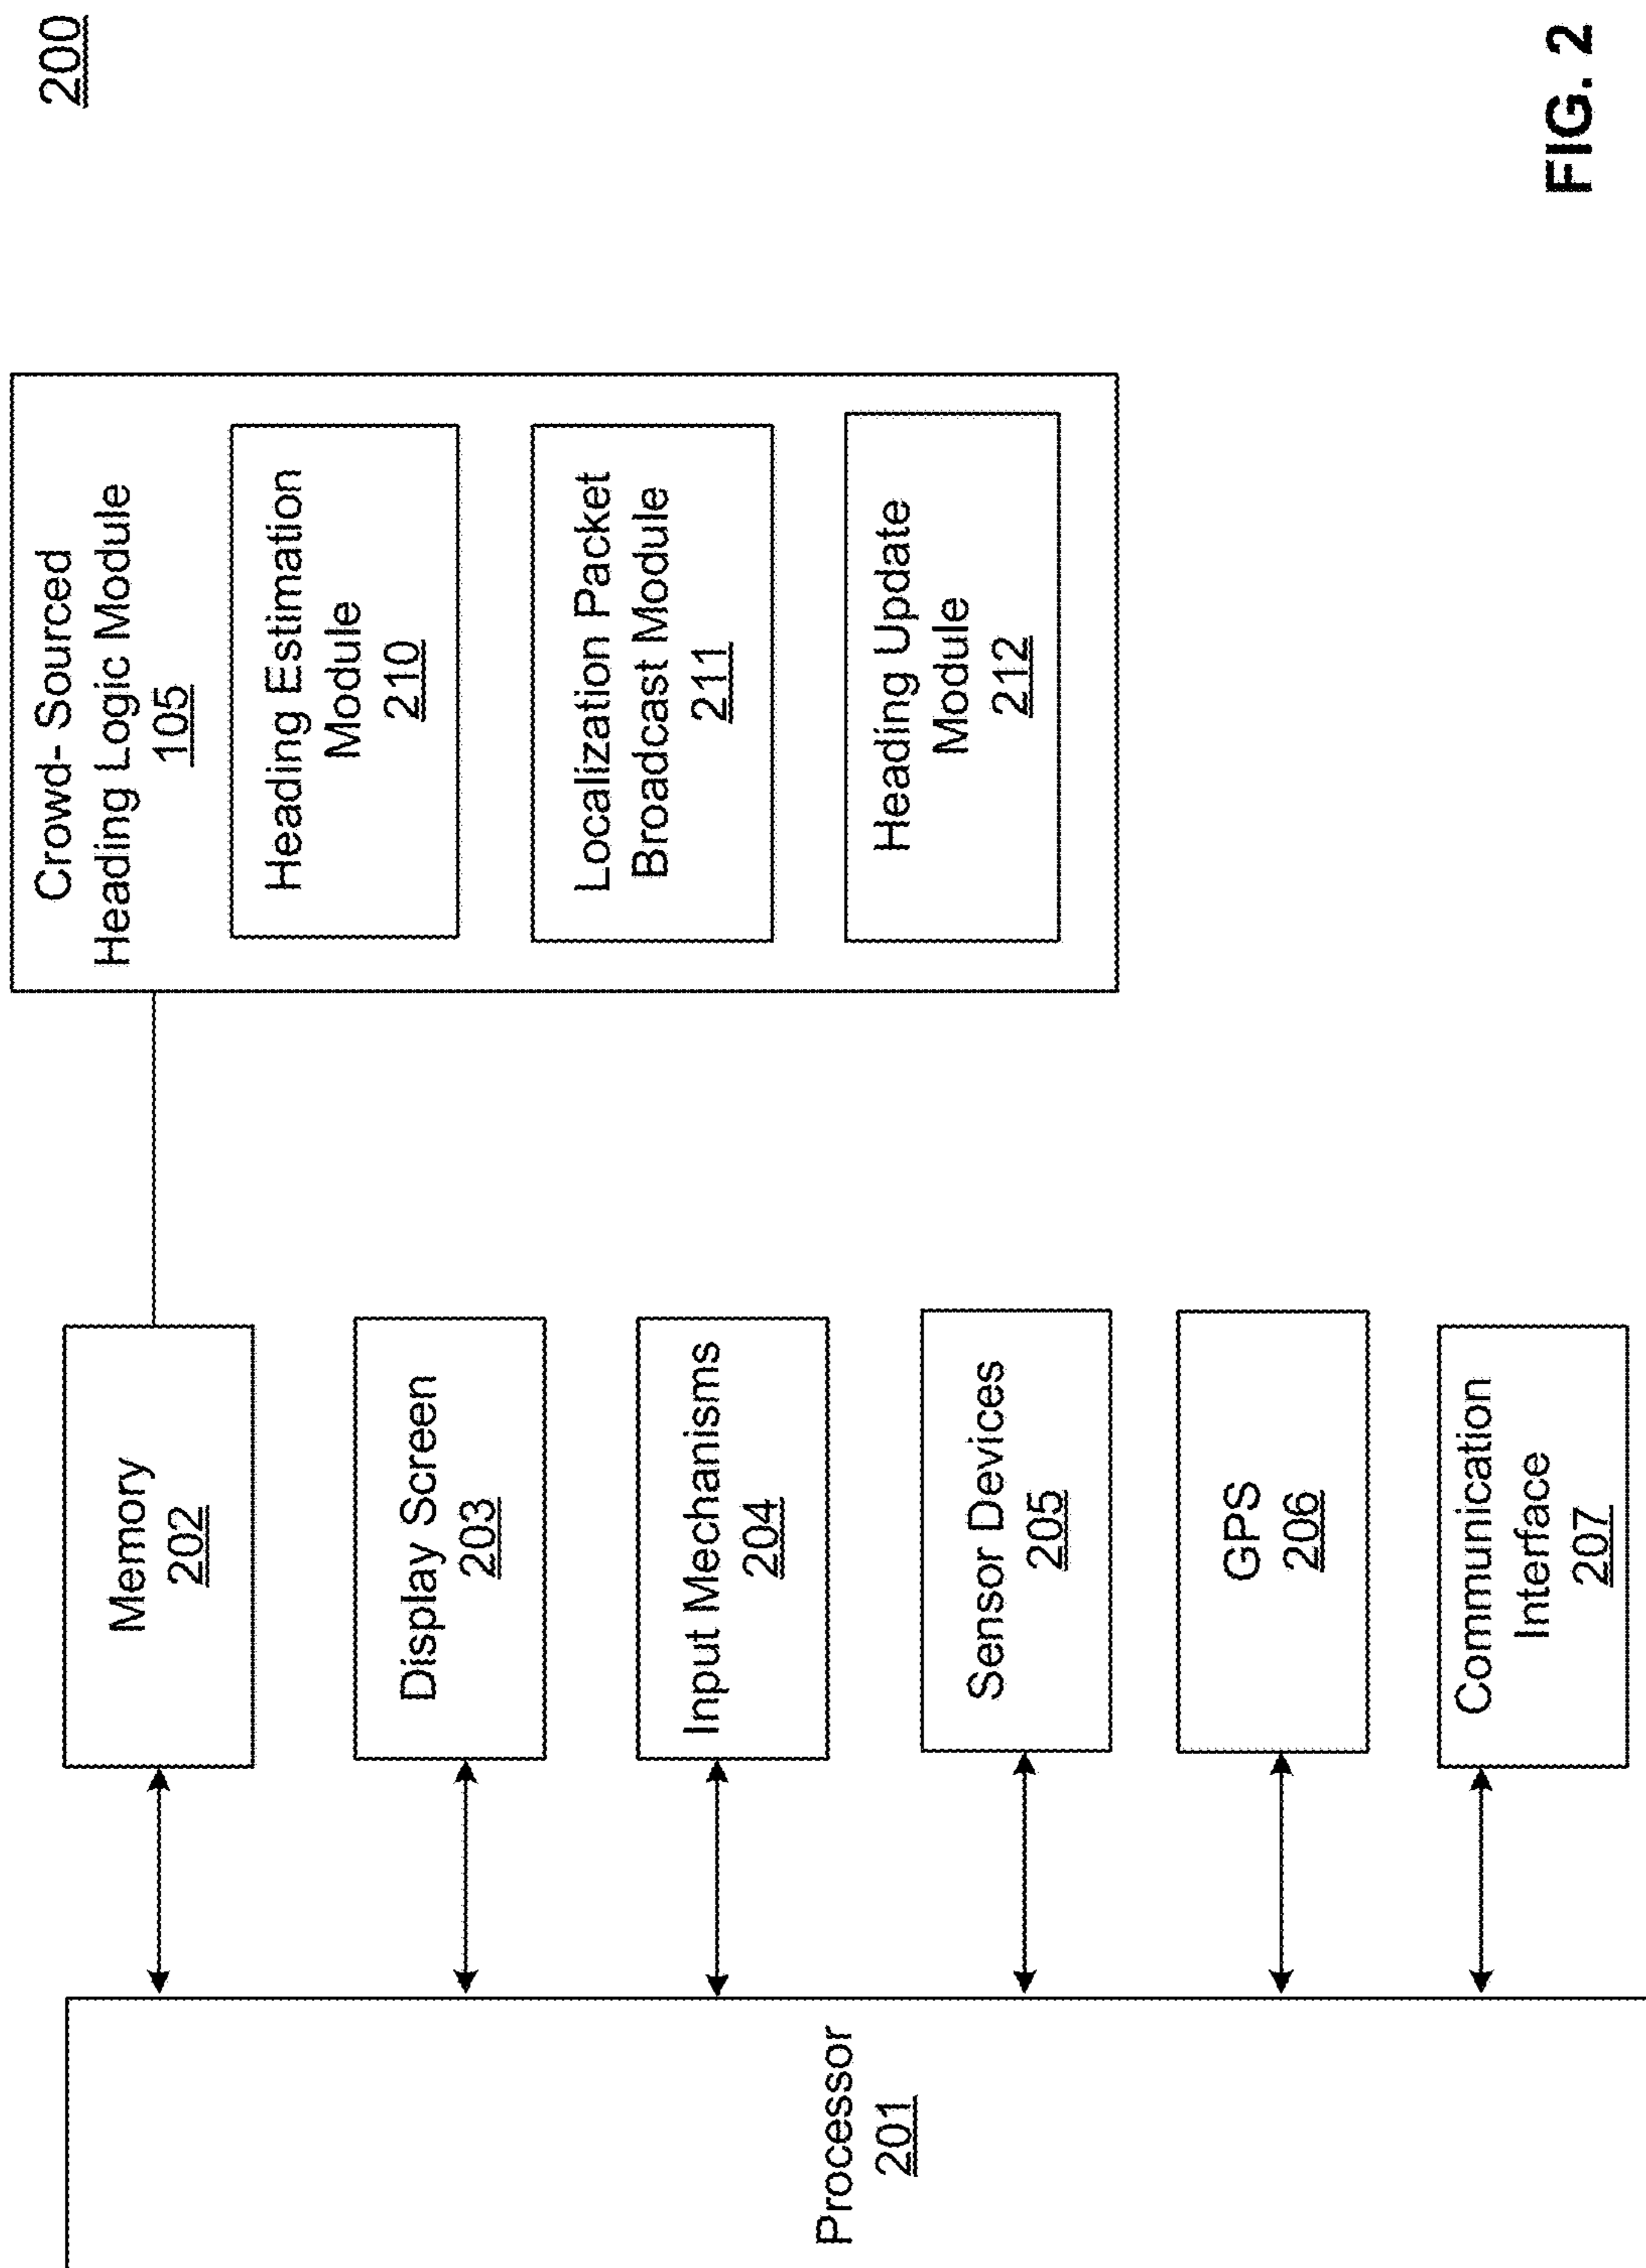 200
Processor
201
Memory
202
Display Screen
203
Input Mechanisms
204
Sensor Devices
205
GPS
206
Communication
Interface
207
Crowd- Sourced
Heading Logic Module
105
Heading Estimation
Module
210
Localization Packet
Broadcast Module
211
Heading Update
Module
212
FIG. 2